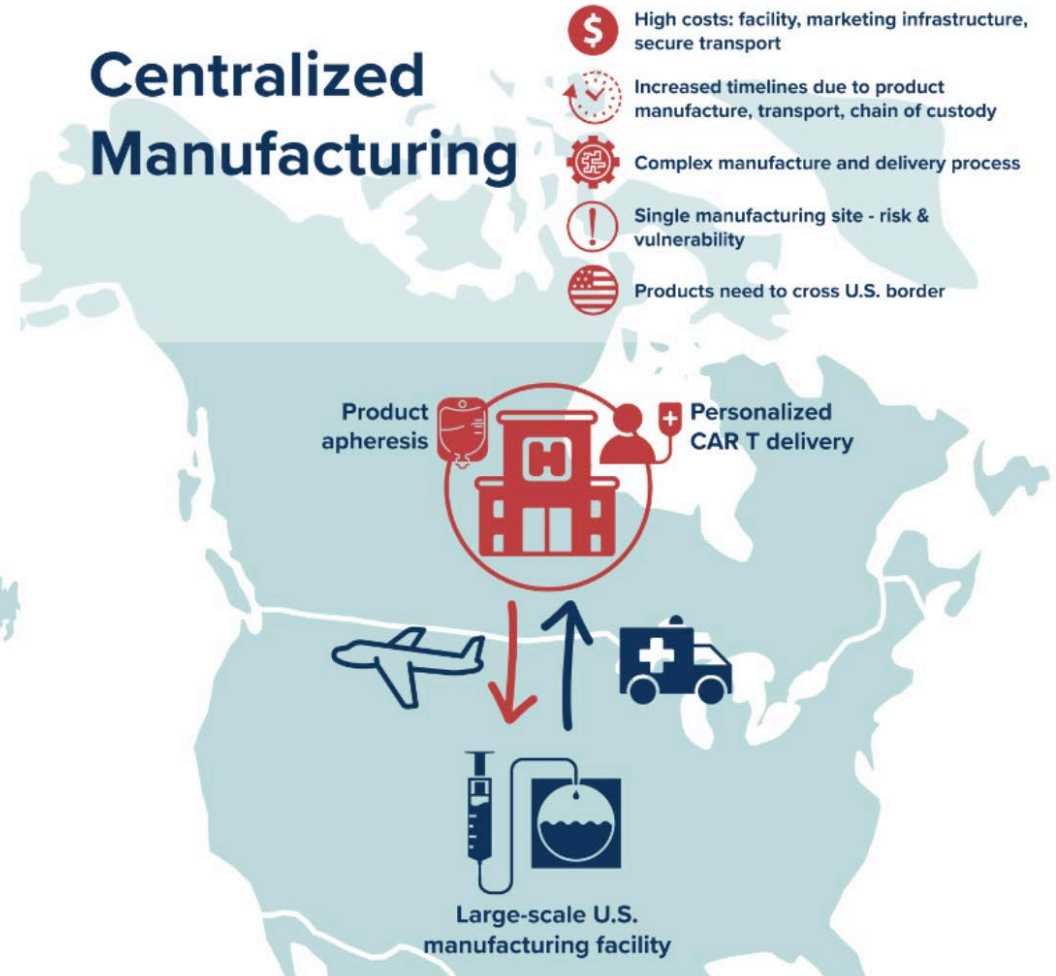 Centralized
Manufacturing
$
High costs: facility, marketing infrastructure,
secure transport
Increased timelines due to product
manufacture, transport, chain of custody
Complex manufacture and delivery process
Single manufacturing site - risk &
vulnerability
Products need to cross U.S. border
Product
apheresis
H
Personalized
CAR T delivery
Large-scale U.S.
manufacturing facility